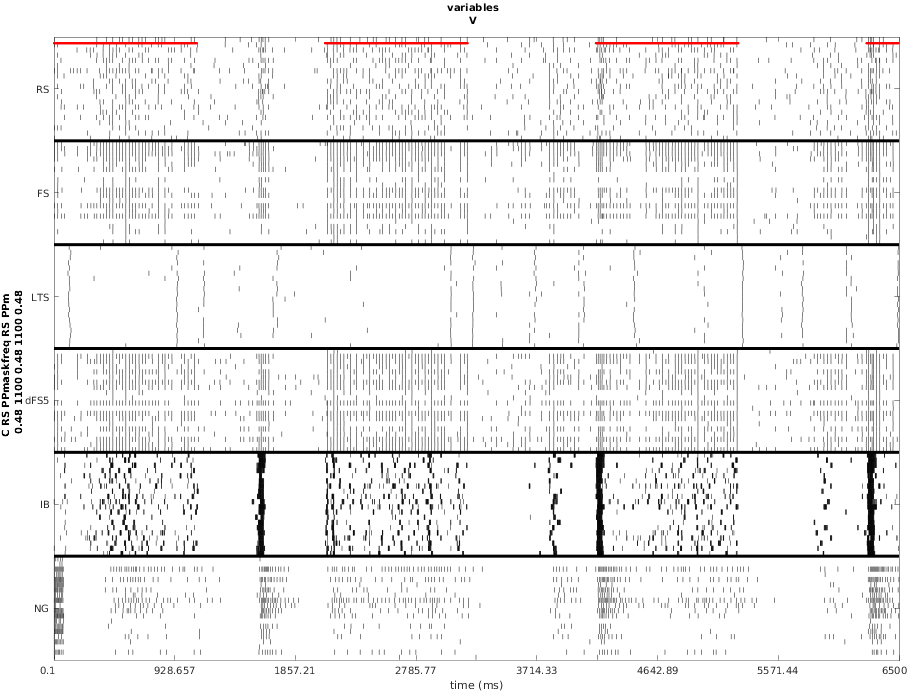 variables
V
C RS PPmaskfreq RS PPm
0.48 1100 0.48 1100 0.48
RS
FS
LTS
dFS5
IB
NG
0.1 928.657 1857.21 2785.77 3714.33 4642.89 5571.44 6500
time (ms)